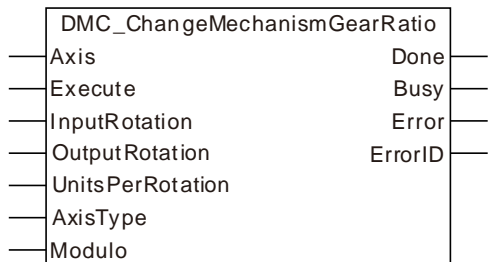 DMC_ChangeMechanismGearRatio
Axis Done
Execute Busy
InputRotation Error
OutputRotation ErrorID
UnitsPerRotation
AxisType
Modulo